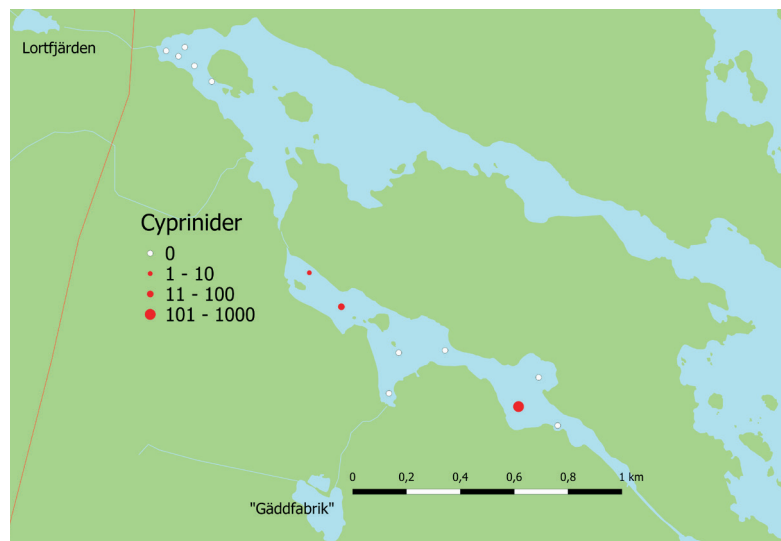 Lortfjärden
Cyprinider
0
1 - 10
11 - 100
101 - 1000
0 0,2 0,4 0,6 0,8 1 km
"Gäddfabrik"